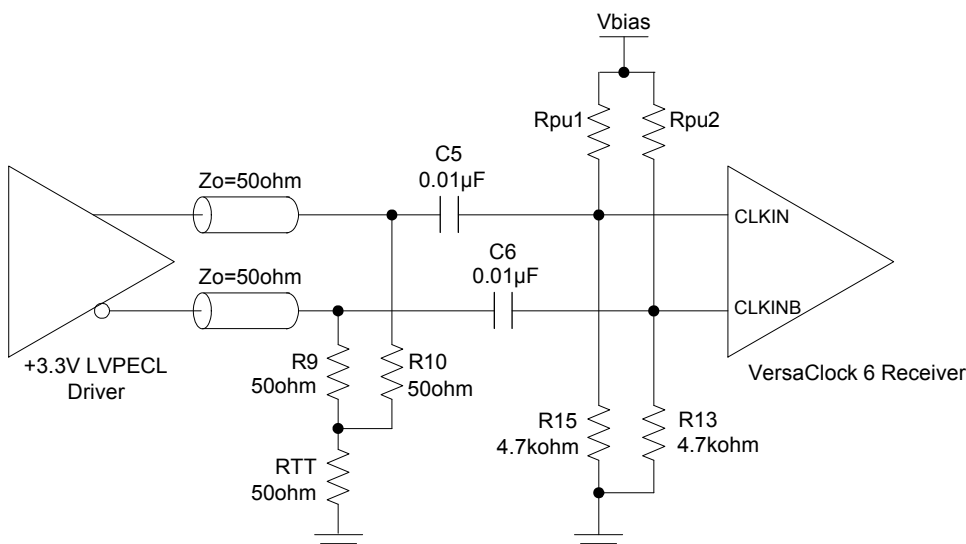 Vbias
Rpu1
Rpu2
C5
0.01µF
Zo=50ohm
CLKIN
C6
0.01µF
Zo=50ohm
CLKINB
+3.3V LVPECL
Driver
R9
50ohm
R10
50ohm
VersaClock 6 Receiver
R15
4.7kohm
R13
4.7kohm
RTT
50ohm